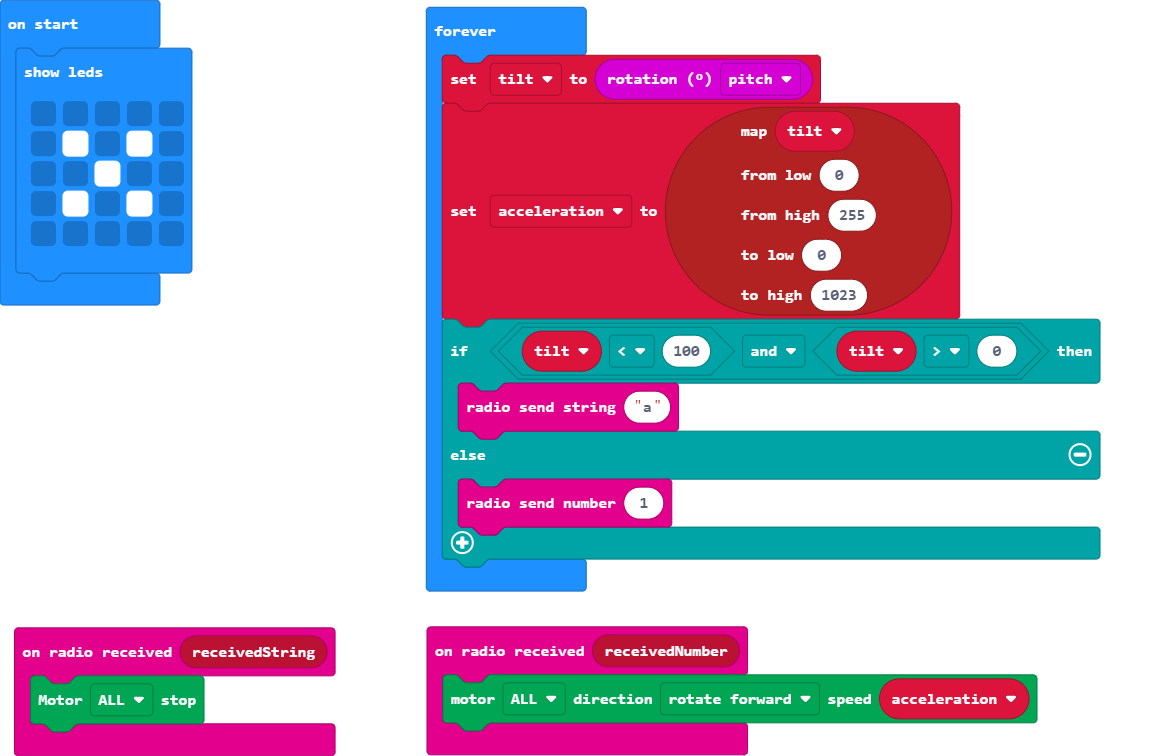 on start
show leds
forever
set tilt to rotation (º) pitch
set acceleration to
map tilt
from low 0
from high 255
to low 0
to high 1023
if tilt < 100 and tilt > 0 then
radio send string "a"
else
radio send number 1
on radio received receivedString
Motor ALL stop
on radio received receivedNumber
motor ALL direction rotate forward speed acceleration